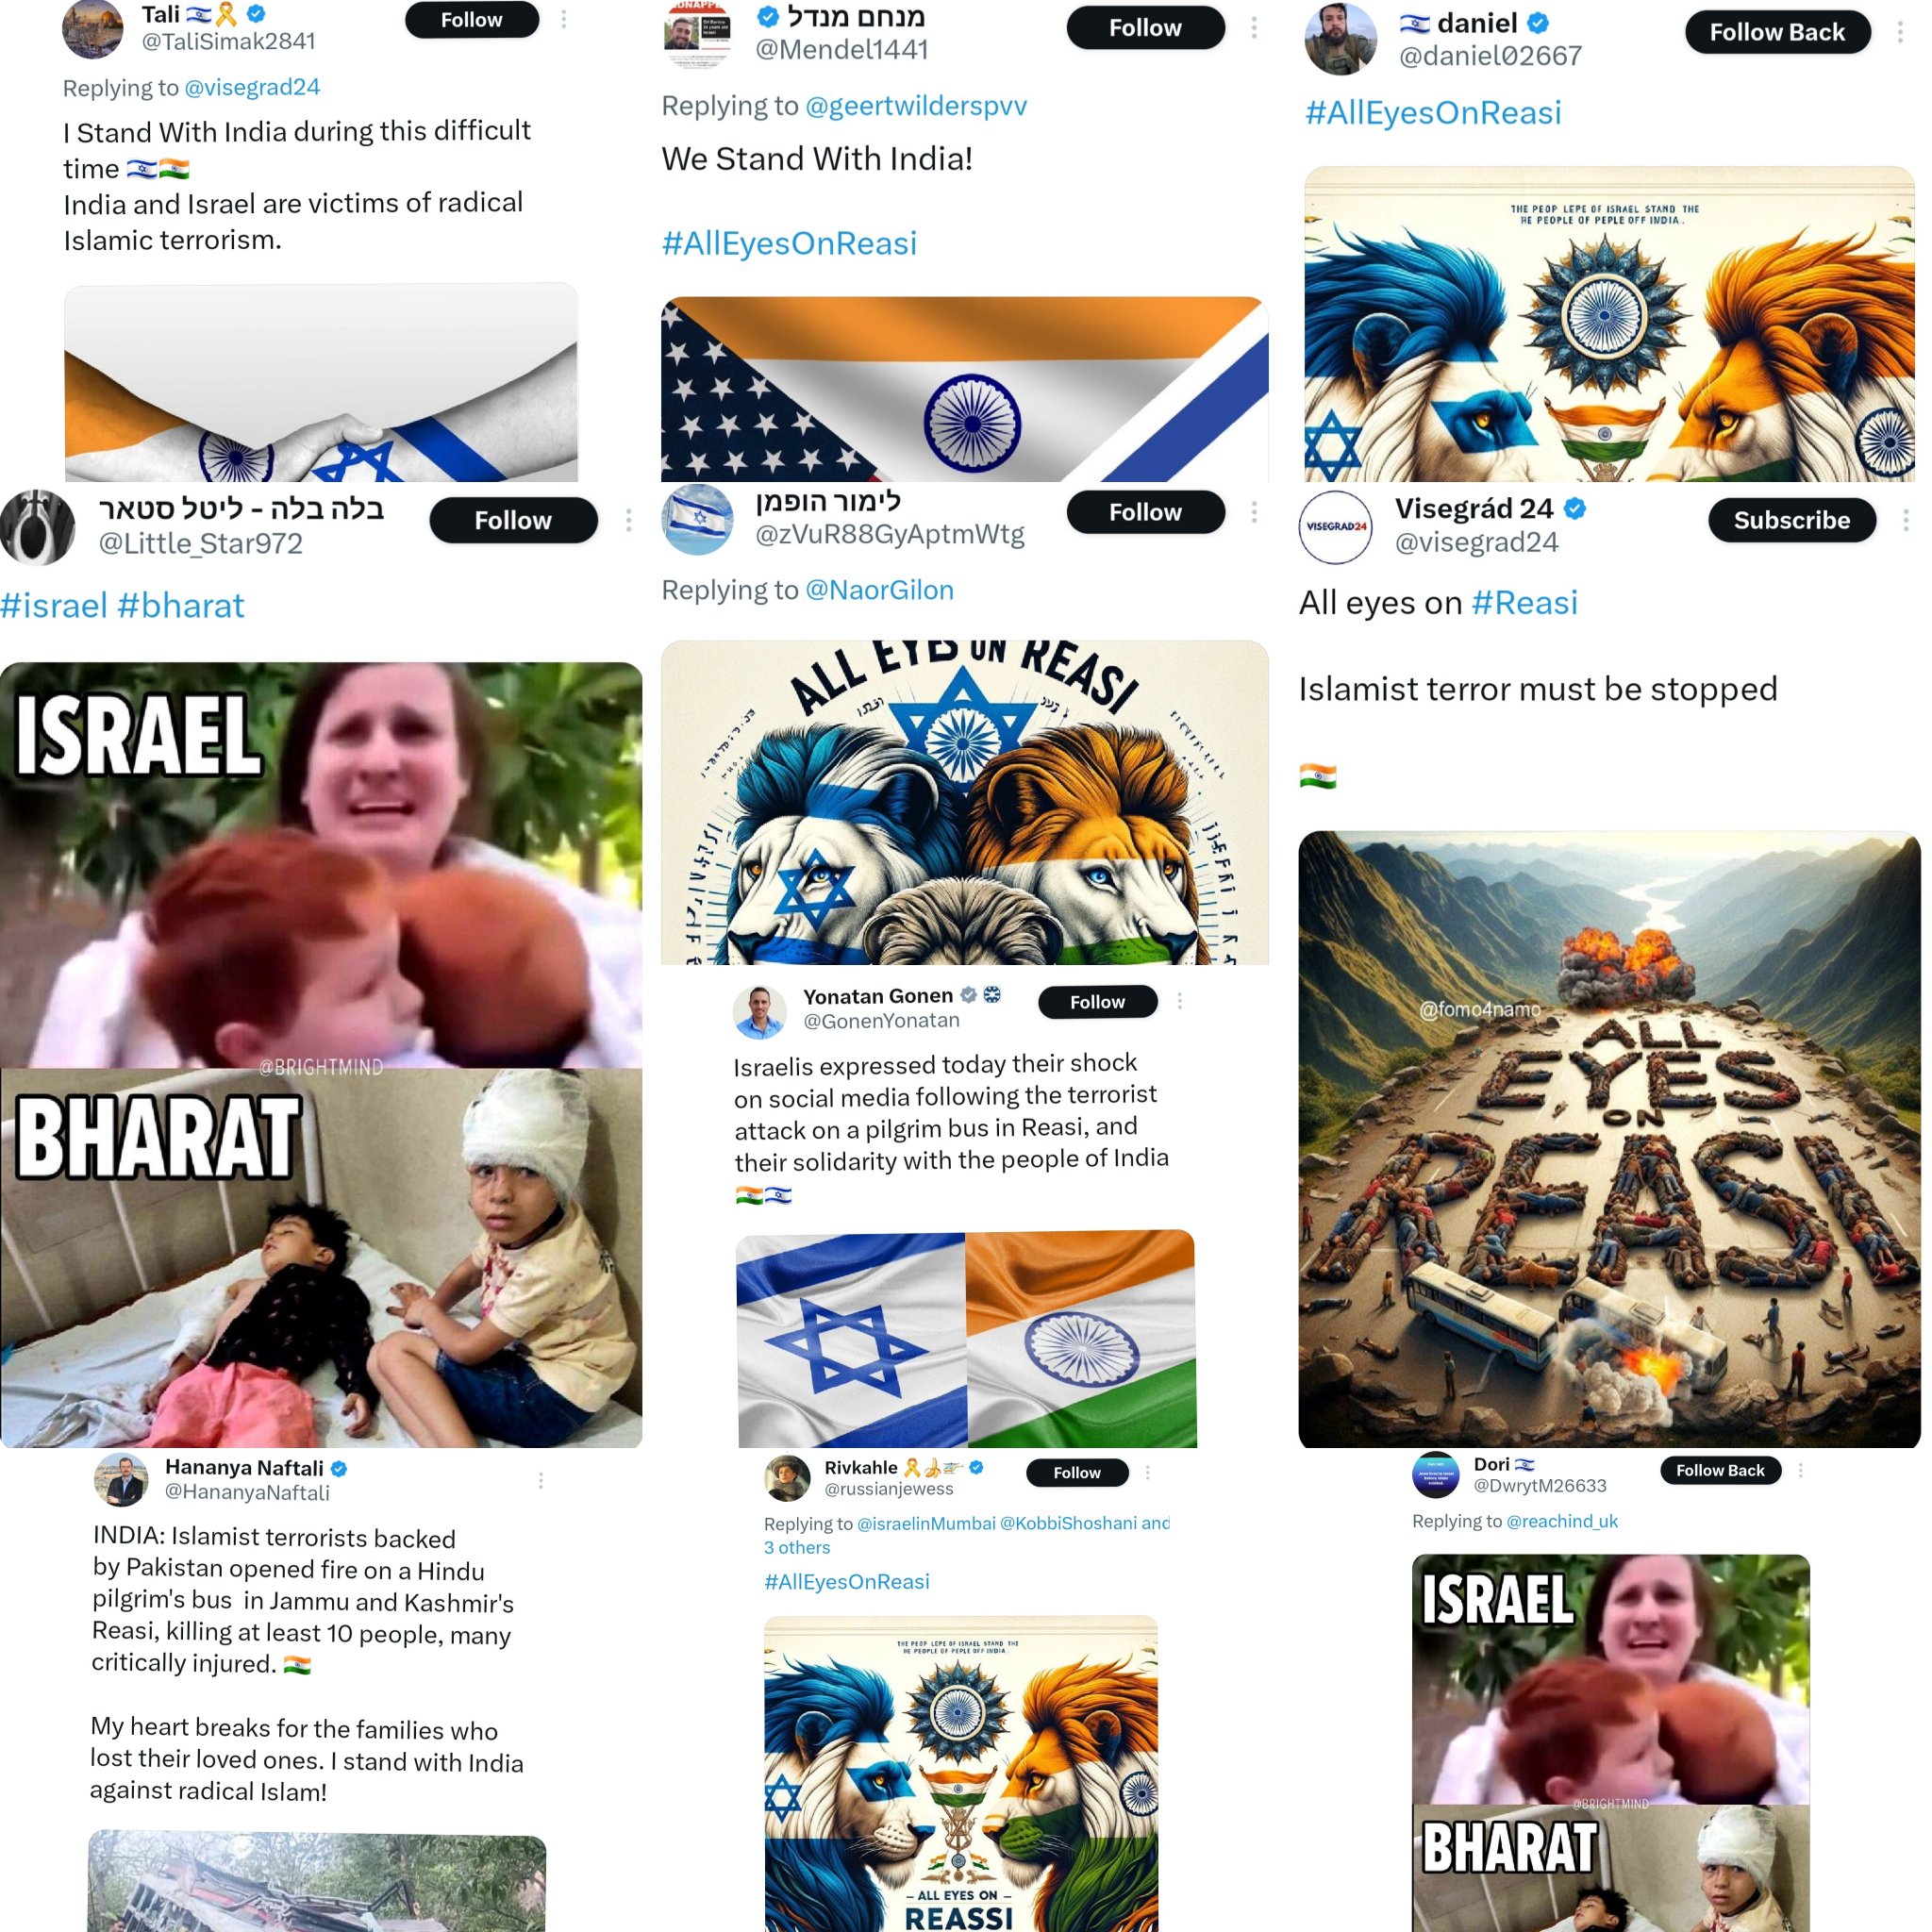 Tali 🇮🇱🎗️
@TaliSimak2841
Follow
Replying to @visegrad24
I Stand With India during this difficult
time 🇮🇱🇮🇳
India and Israel are victims of radical
Islamic terrorism.
מנחם מנדל
@Mendel1441
Follow
Replying to @geertwilderspvv
We Stand With India!
#AllEyesOnReasi
🇮🇱 daniel
@daniel02667
Follow Back
#AllEyesOnReasi
THE PEOP LEPE OF ISRAEL STAND THE
HE PEOPLE OF PEPLE OFF INDIA.
בלה בלה - ליטל סטאר
@Little_Star972
Follow
#israel #bharat
ISRAEL
@BRIGHTMIND
BHARAT
לימור הופמן
@zVuR88GyAptmWtg
Follow
Replying to @NaorGilon
ALL EYES ON REASI
Visegrád 24
@visegrad24
Subscribe
VISEGRAD24
All eyes on #Reasi
Islamist terror must be stopped
🇮🇳
@fomo4namo
ALL
EYES
ON
REASI
Yonatan Gonen
@GonenYonatan
Follow
Israelis expressed today their shock
on social media following the terrorist
attack on a pilgrim bus in Reasi, and
their solidarity with the people of India
🇮🇳🇮🇱
Hananya Naftali
@HananyaNaftali
INDIA: Islamist terrorists backed
by Pakistan opened fire on a Hindu
pilgrim's bus in Jammu and Kashmir's
Reasi, killing at least 10 people, many
critically injured. 🇮🇳
My heart breaks for the families who
lost their loved ones. I stand with India
against radical Islam!
Rivkahle 🎗️🍌🚁
@russianjewess
Follow
Replying to @israelinMumbai @KobbiShoshani and
3 others
#AllEyesOnReasi
THE PEOP LEPE OF ISRAEL STAND THE
HE PEOPLE OF PEPLE OFF INDIA.
- ALL EYES ON -
REASSI
Dori 🇮🇱
@DwrytM26633
Follow Back
Replying to @reachind_uk
ISRAEL
@BRIGHTMIND
BHARAT